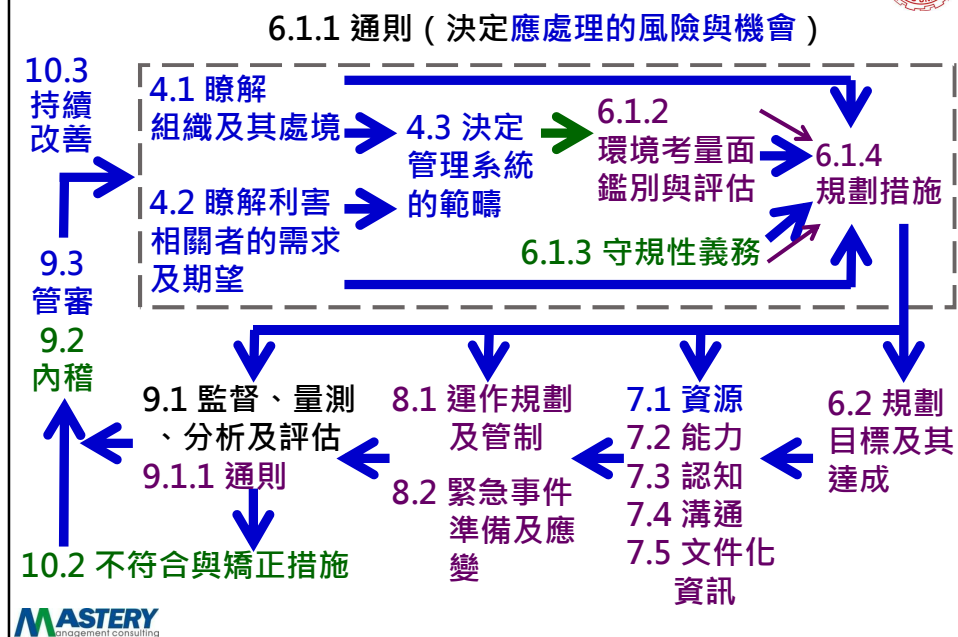 6.1.1 通則（決定應處理的風險與機會）
10.3
持續
改善
4.1 瞭解
組織及其處境
4.2 瞭解利害
相關者的需求
及期望
4.3 決定
管理系統
的範疇
6.1.2
環境考量面
鑑別與評估
6.1.3 守規性義務
6.1.4
規劃措施
9.3
管審
9.2
內稽
9.1 監督、量測
、分析及評估
9.1.1 通則
8.1 運作規劃
及管制
8.2 緊急事件
準備及應
變
7.1 資源
7.2 能力
7.3 認知
7.4 溝通
7.5 文件化
資訊
6.2 規劃
目標及其
達成
10.2 不符合與矯正措施
MASTERY
Management consulting